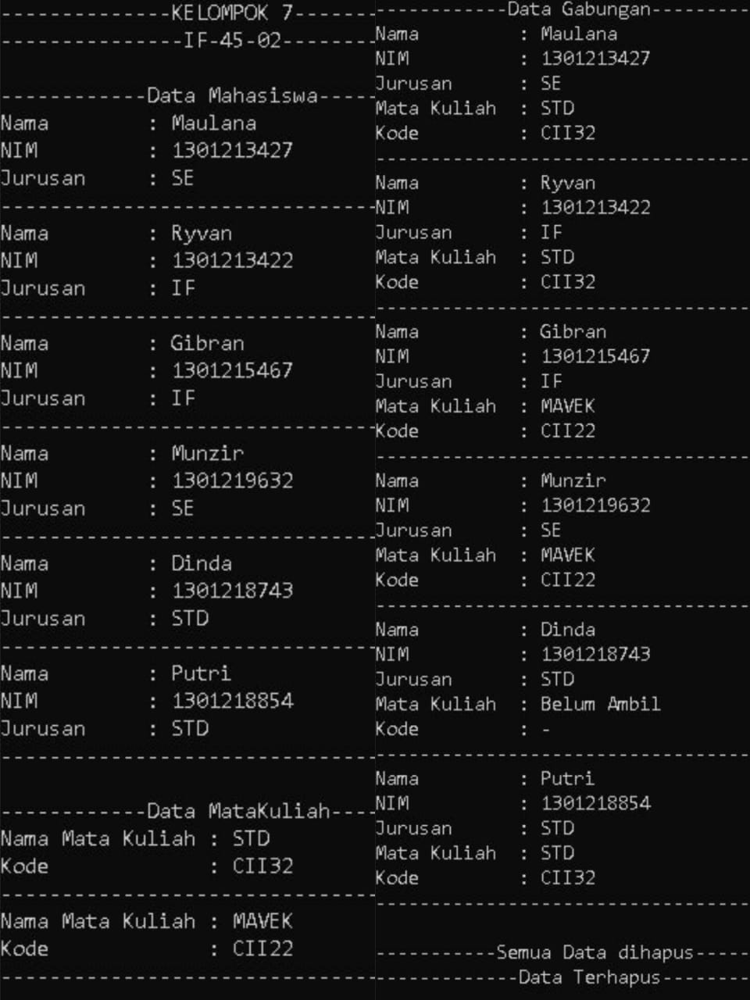 ------------KELOMPOK 7-------
-------------IF-45-02--------
------------Data Mahasiswa-----
Nama : Maulana
NIM : 1301213427
Jurusan : SE
-------------------------------
Nama : Ryvan
NIM : 1301213422
Jurusan : IF
-------------------------------
Nama : Gibran
NIM : 1301215467
Jurusan : IF
-------------------------------
Nama : Munzir
NIM : 1301219632
Jurusan : SE
-------------------------------
Nama : Dinda
NIM : 1301218743
Jurusan : STD
-------------------------------
Nama : Putri
NIM : 1301218854
Jurusan : STD
-------------------------------
------------Data MataKuliah----
Nama Mata Kuliah : STD
Kode : CII32
-------------------------------
Nama Mata Kuliah : MAVEK
Kode : CII22
-------------------------------
------------Data Gabungan---------
Nama : Maulana
NIM : 1301213427
Jurusan : SE
Mata Kuliah : STD
Kode : CII32
----------------------------------
Nama : Ryvan
NIM : 1301213422
Jurusan : IF
Mata Kuliah : STD
Kode : CII32
----------------------------------
Nama : Gibran
NIM : 1301215467
Jurusan : IF
Mata Kuliah : MAVEK
Kode : CII22
----------------------------------
Nama : Munzir
NIM : 1301219632
Jurusan : SE
Mata Kuliah : MAVEK
Kode : CII22
----------------------------------
Nama : Dinda
NIM : 1301218743
Jurusan : STD
Mata Kuliah : Belum Ambil
Kode : -
----------------------------------
Nama : Putri
NIM : 1301218854
Jurusan : STD
Mata Kuliah : STD
Kode : CII32
----------------------------------
-----------Semua Data dihapus-----
-------------Data Terhapus--------